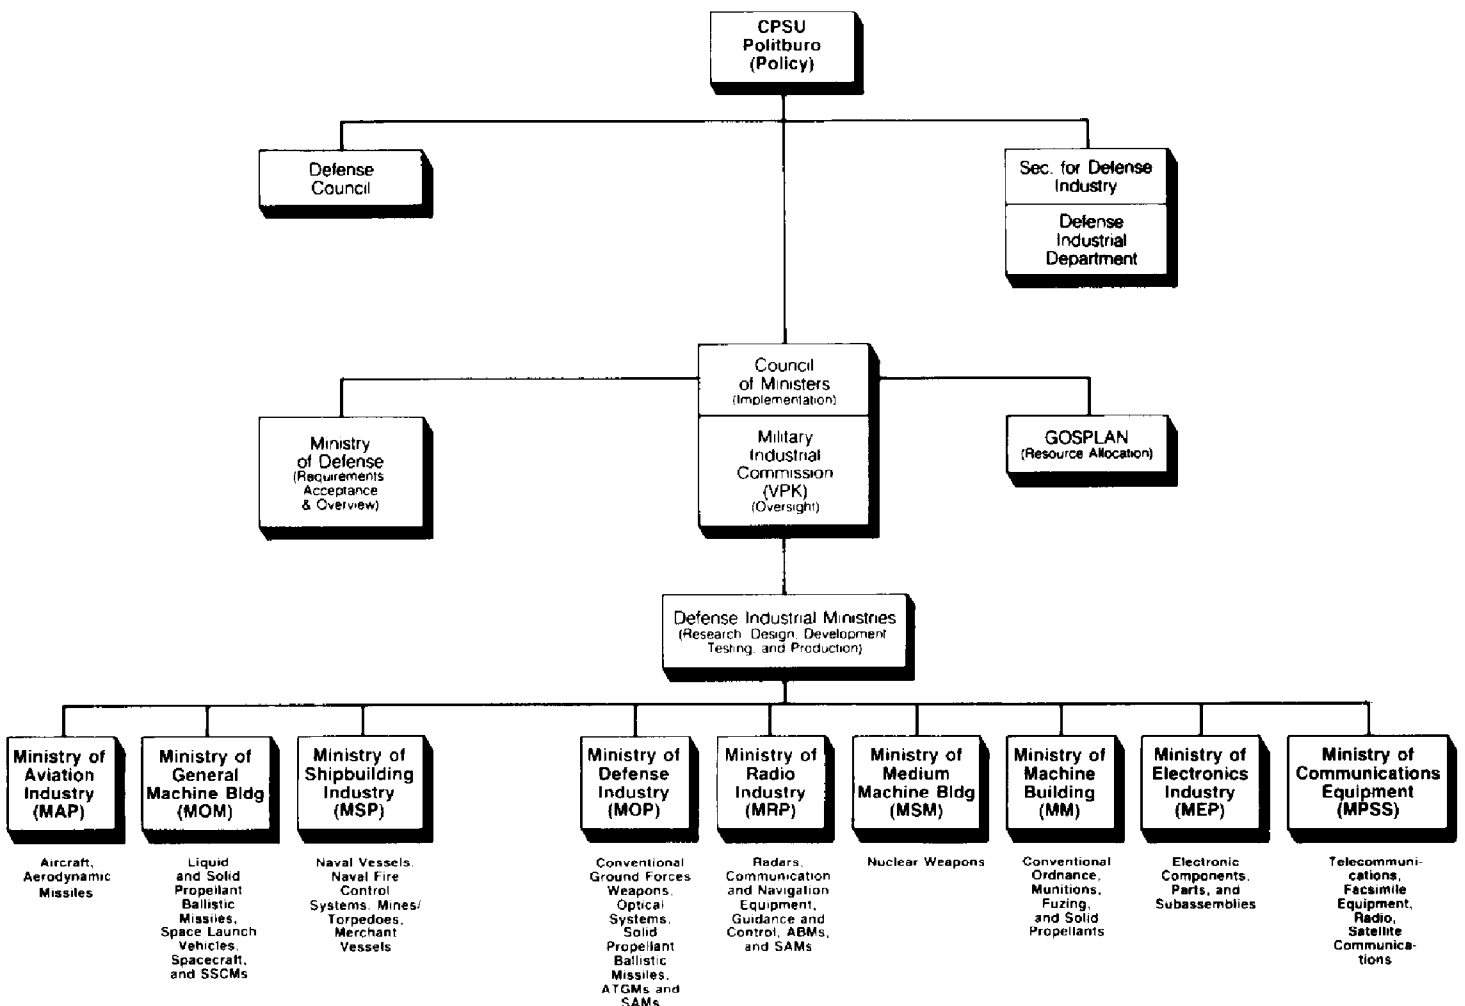 CPSU
Politburo
(Policy)
Defense
Council
Sec. for Defense
Industry
Defense
Industrial
Department
Council
of Ministers
(Implementation)
Military
Industrial
Commission
(VPK)
(Oversight)
Ministry
of Defense
(Requirements
Acceptance
& Overview)
GOSPLAN
(Resource Allocation)
Defense Industrial Ministries
(Research, Design, Development
Testing, and Production)
Ministry of
Aviation
Industry
(MAP)
Aircraft,
Aerodynamic
Missiles
Ministry of
General
Machine Bldg
(MOM)
Liquid
and Solid
Propellant
Ballistic
Missiles,
Space Launch
Vehicles,
Spacecraft,
and SSCMs
Ministry of
Shipbuilding
Industry
(MSP)
Naval Vessels,
Naval Fire
Control
Systems, Mines/
Torpedoes,
Merchant
Vessels
Ministry of
Defense
Industry
(MOP)
Conventional
Ground Forces
Weapons,
Optical
Systems,
Solid
Propellant
Ballistic
Missiles,
ATGMs and
SAMs
Ministry of
Radio
Industry
(MRP)
Radars,
Communication
and Navigation
Equipment,
Guidance and
Control, ABMs,
and SAMs
Ministry of
Medium
Machine Bldg
(MSM)
Nuclear Weapons
Ministry of
Machine
Building
(MM)
Conventional
Ordnance,
Munitions,
Fuzing,
and Solid
Propellants
Ministry of
Electronics
Industry
(MEP)
Electronic
Components,
Parts, and
Subassemblies
Ministry of
Communications
Equipment
(MPSS)
Telecommuni-
cations,
Facsimile
Equipment,
Radio,
Satellite
Communica-
tions